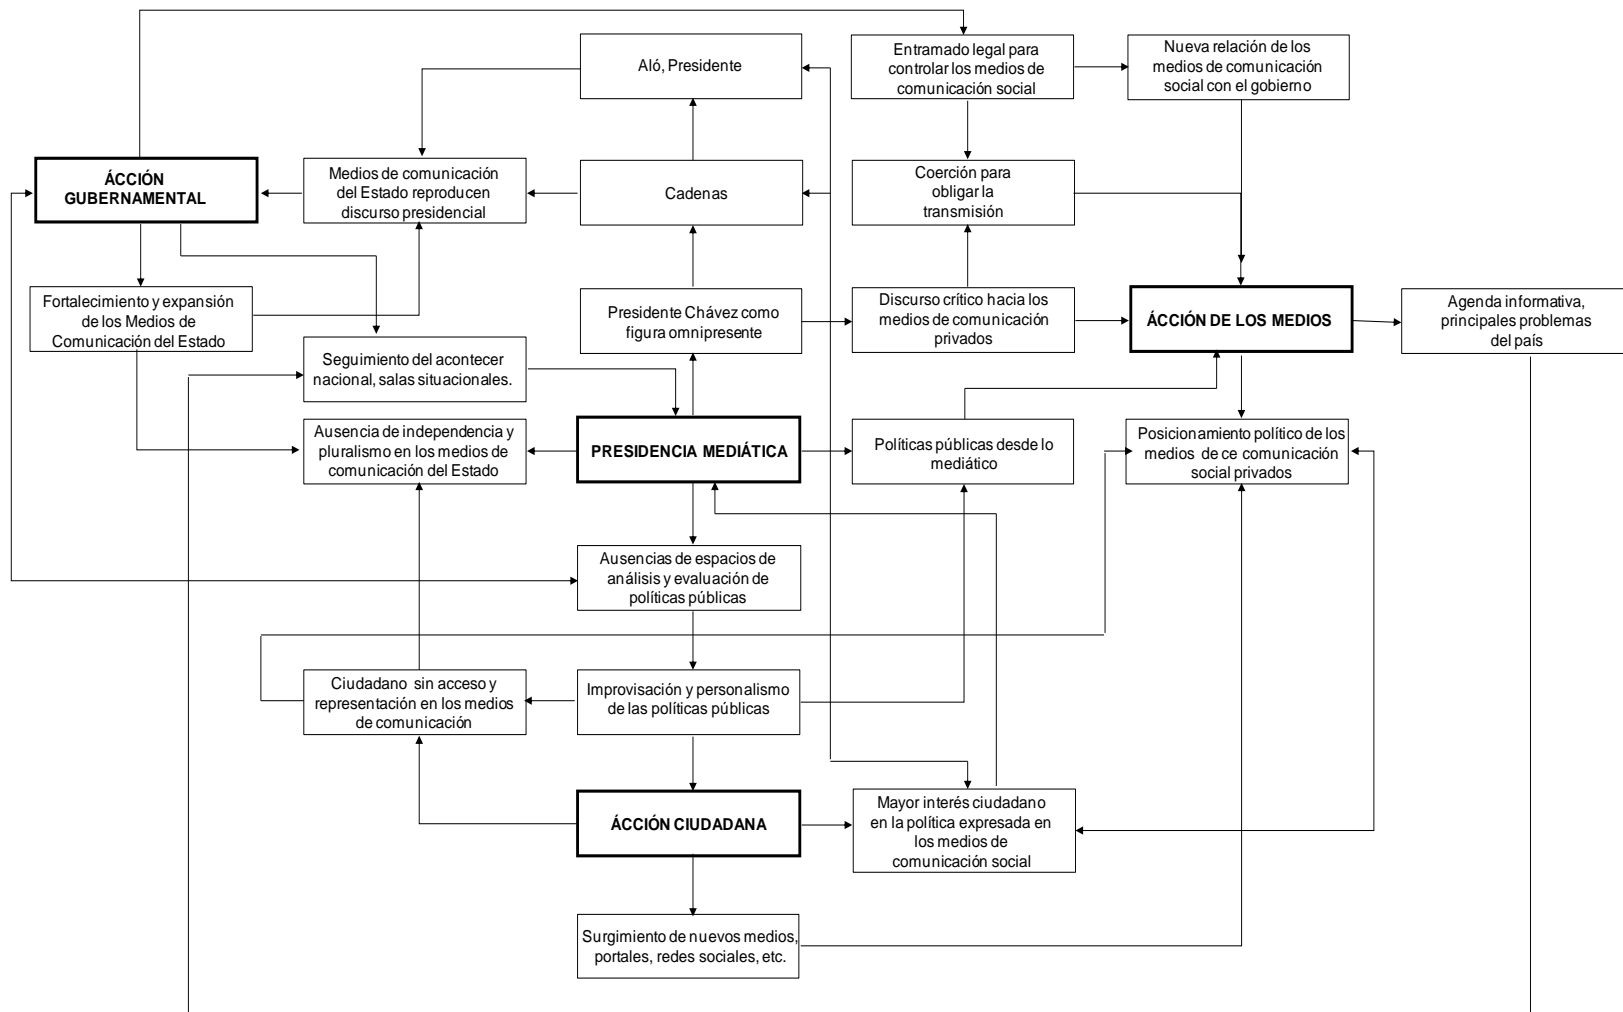 Entramado legal para
controlar los medios de
comunicación social
Nueva relación de los
medios de comunicación
social con el gobierno
Aló, Presidente
ÁCCIÓN
GUBERNAMENTAL
Medios de comunicación
del Estado reproducen
discurso presidencial
Cadenas
Coerción para
obligar la
transmisión
Fortalecimiento y expansión
de los Medios de
Comunicación del Estado
Presidente Chávez como
figura omnipresente
Discurso crítico hacia los
medios de comunicación
privados
ÁCCIÓN DE LOS MEDIOS
Agenda informativa,
principales problemas
del país
Seguimiento del acontecer
nacional, salas situacionales.
Ausencia de independencia y
pluralismo en los medios de
comunicación del Estado
PRESIDENCIA MEDIÁTICA
Políticas públicas desde lo
mediático
Posicionamiento político de los
medios de ce comunicación
social privados
Ausencias de espacios de
análisis y evaluación de
políticas públicas
Ciudadano sin acceso y
representación en los medios
de comunicación
Improvisación y personalismo
de las políticas públicas
ÁCCIÓN CIUDADANA
Mayor interés ciudadano
en la política expresada en
los medios de
comunicación social
Surgimiento de nuevos medios,
portales, redes sociales, etc.